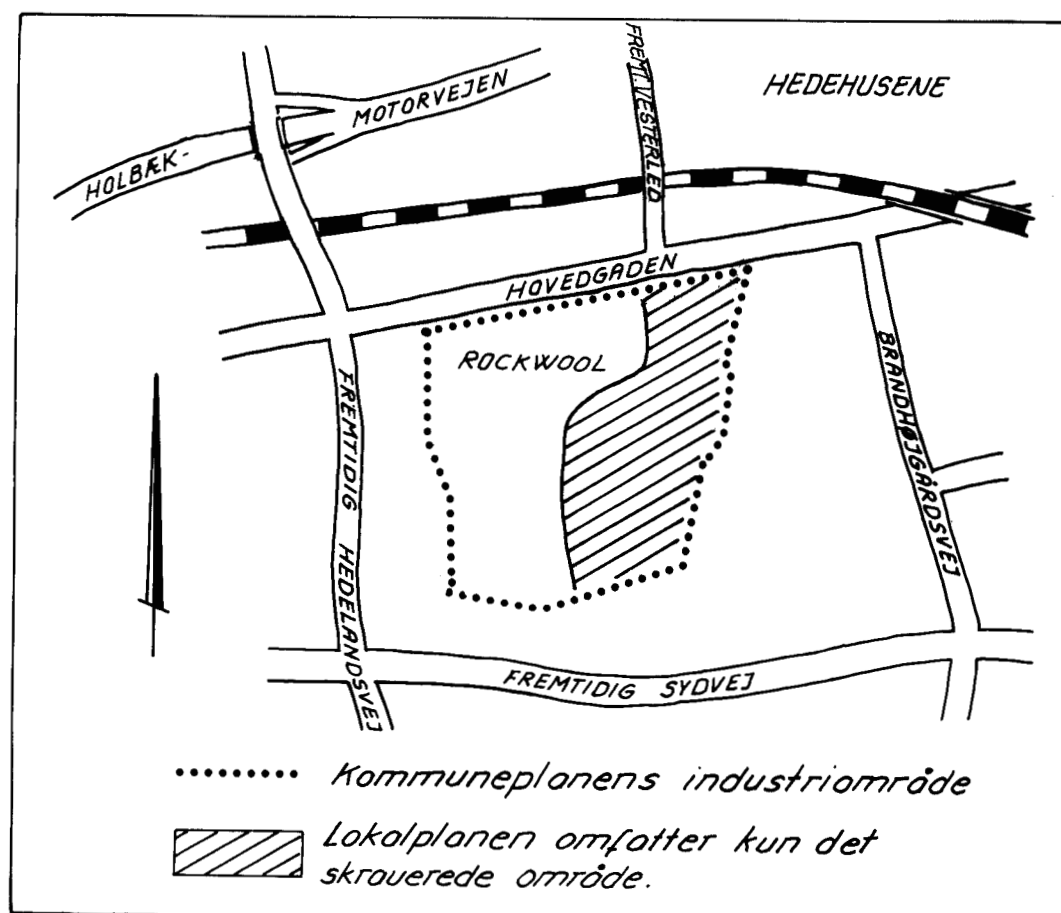 HEDEHUSENE
HOLBÆK-
MOTORVEJEN
FREMT. VESTERLED
HOVEDGADEN
ROCKWOOL
FREMTIDIG HEDELANDSVEJ
BRANDHØJGÅRDSVEJ
FREMTIDIG SYDVEJ
Kommuneplanens industriområde
Lokalplanen omfatter kun det
skraverede område.